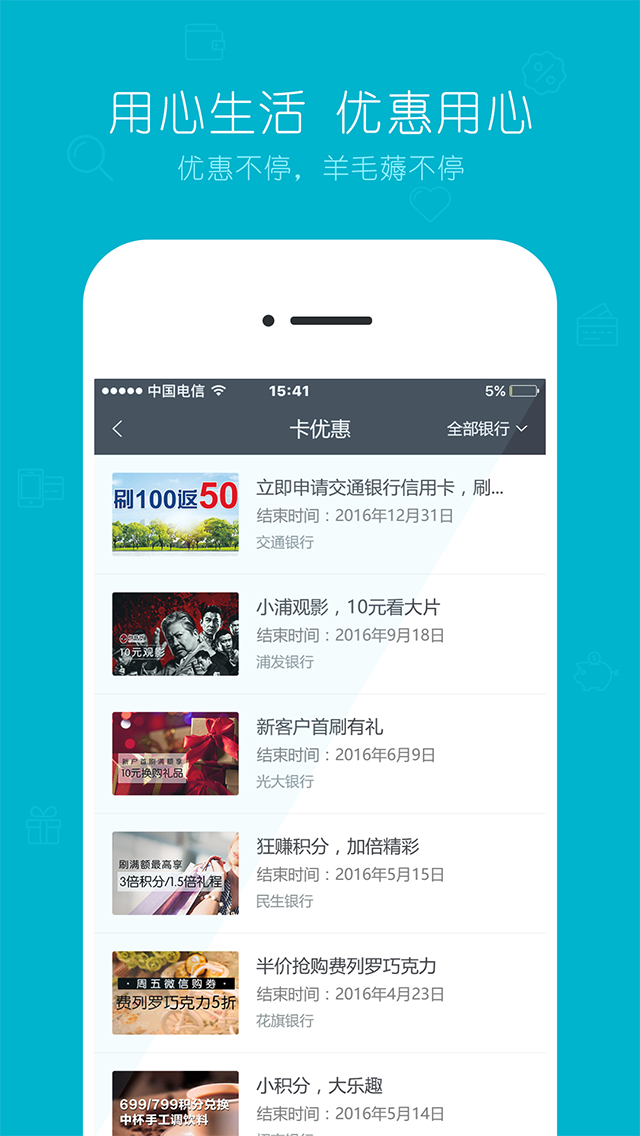 用心生活 优惠用心
优惠不停，羊毛薅不停
中国电信 15:41 5%
卡优惠 全部银行
刷100返50
立即申请交通银行信用卡，刷...
结束时间：2016年12月31日
交通银行
10元观影
小浦观影，10元看大片
结束时间：2016年9月18日
浦发银行
新户首刷满额享
10元换购礼品
新客户首刷有礼
结束时间：2016年6月9日
光大银行
刷满额最高享
3倍积分/1.5倍礼程
狂赚积分，加倍精彩
结束时间：2016年5月15日
民生银行
·周五微信购券·
费列罗巧克力5折
半价抢购费列罗巧克力
结束时间：2016年4月23日
花旗银行
699/799积分兑换
中杯手工调饮料
小积分，大乐趣
结束时间：2016年5月14日